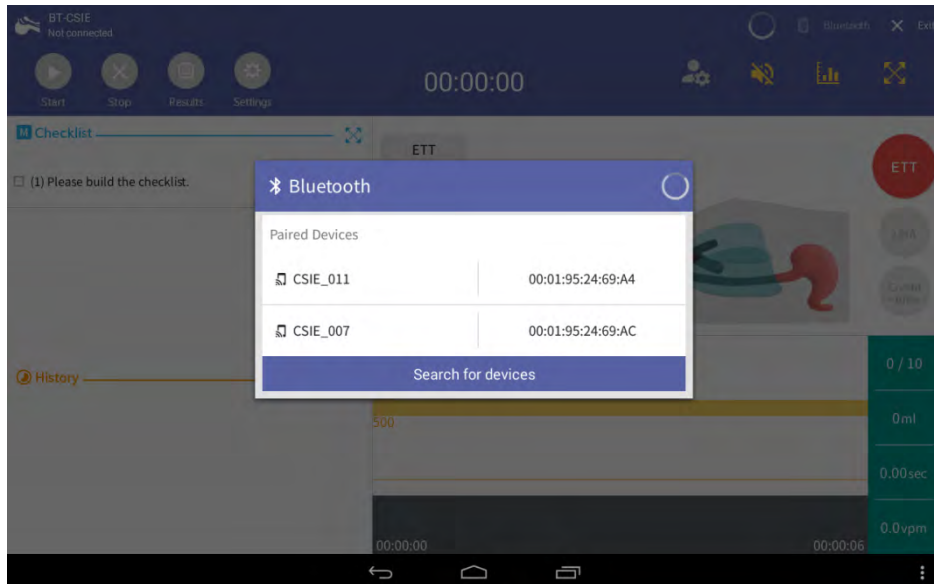 BT-CSIE
Not connected
Bluetooth
Exit
Start
Stop
Results
Settings
00:00:00
M Checklist
(1) Please build the checklist.
ETT
ETT
LMA
Bluetooth
Paired Devices
CSIE_011 00:01:95:24:69:A4
CSIE_007 00:01:95:24:69:AC
Search for devices
History
500
0 / 10
0ml
0.00sec
0.0vpm
00:00:00
00:00:06